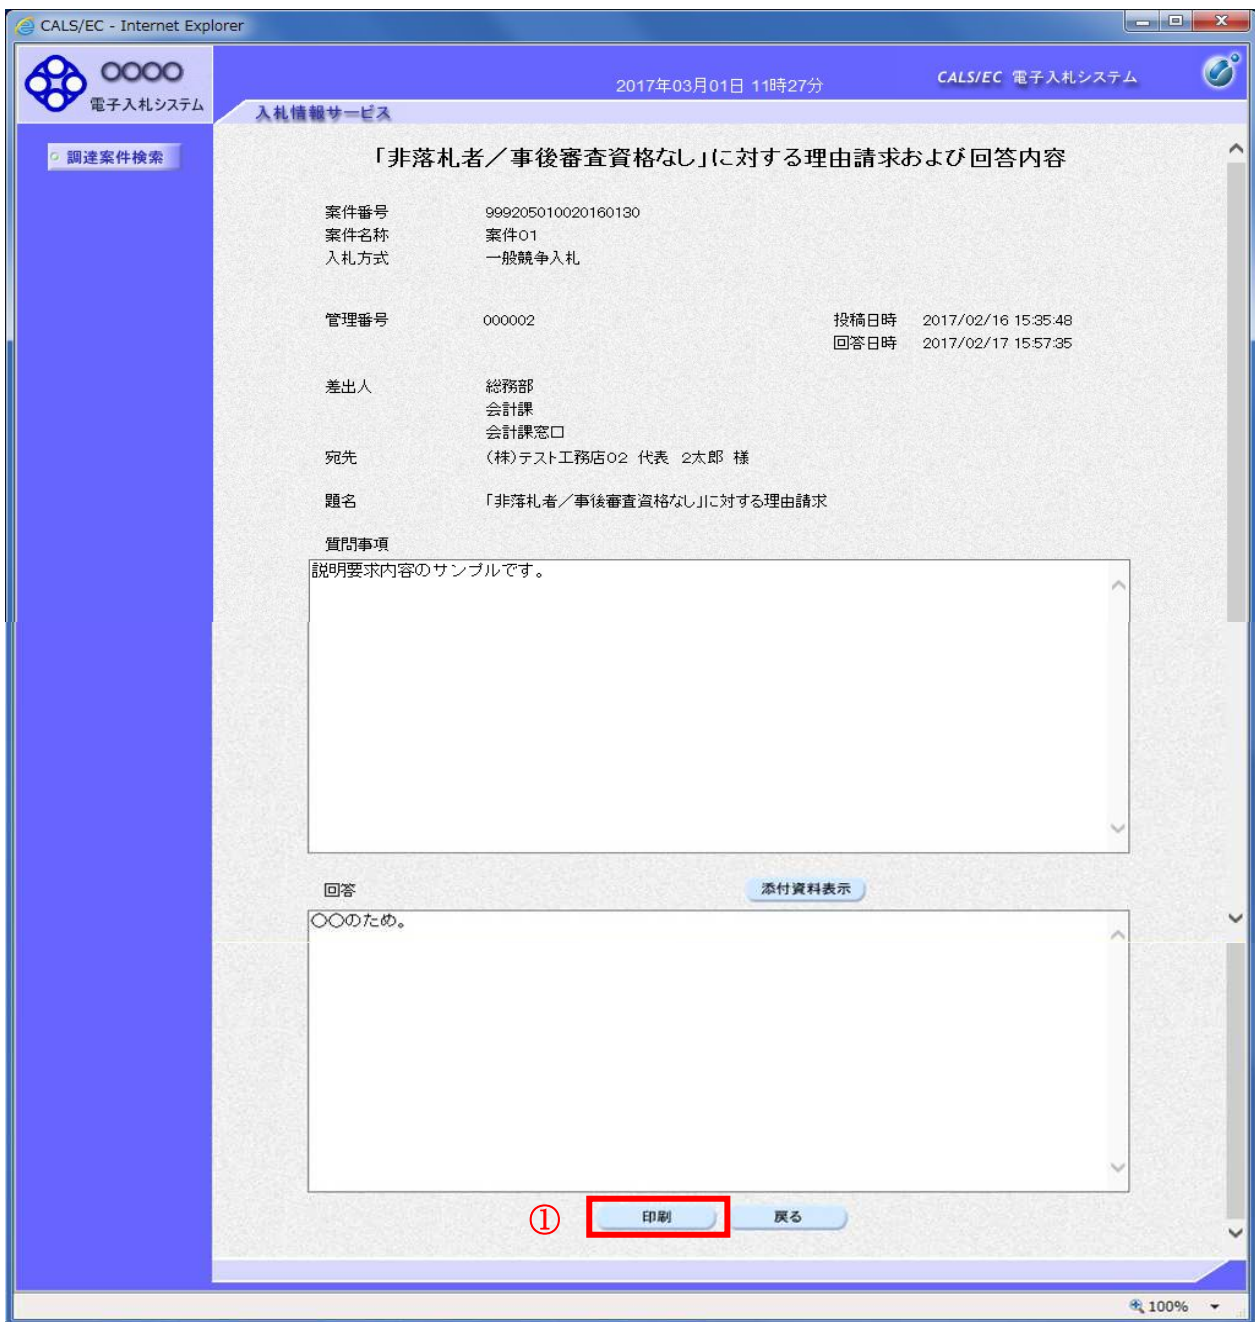 CALS/EC - Internet Explorer
OOOO
電子入札システム
2017年03月01日 11時27分
CALS/EC 電子入札システム
入札情報サービス
調達案件検索
「非落札者／事後審査資格なし」に対する理由請求および回答内容
案件番号 999205010020160130
案件名称 案件01
入札方式 一般競争入札
管理番号 000002 投稿日時 2017/02/16 15:35:48
回答日時 2017/02/17 15:57:35
差出人 総務部
会計課
会計課窓口
宛先 (株)テスト工務店02 代表 2太郎 様
題名 「非落札者／事後審査資格なし」に対する理由請求
質問事項
説明要求内容のサンプルです。
回答 添付資料表示
〇〇のため。
① 印刷 戻る
100%